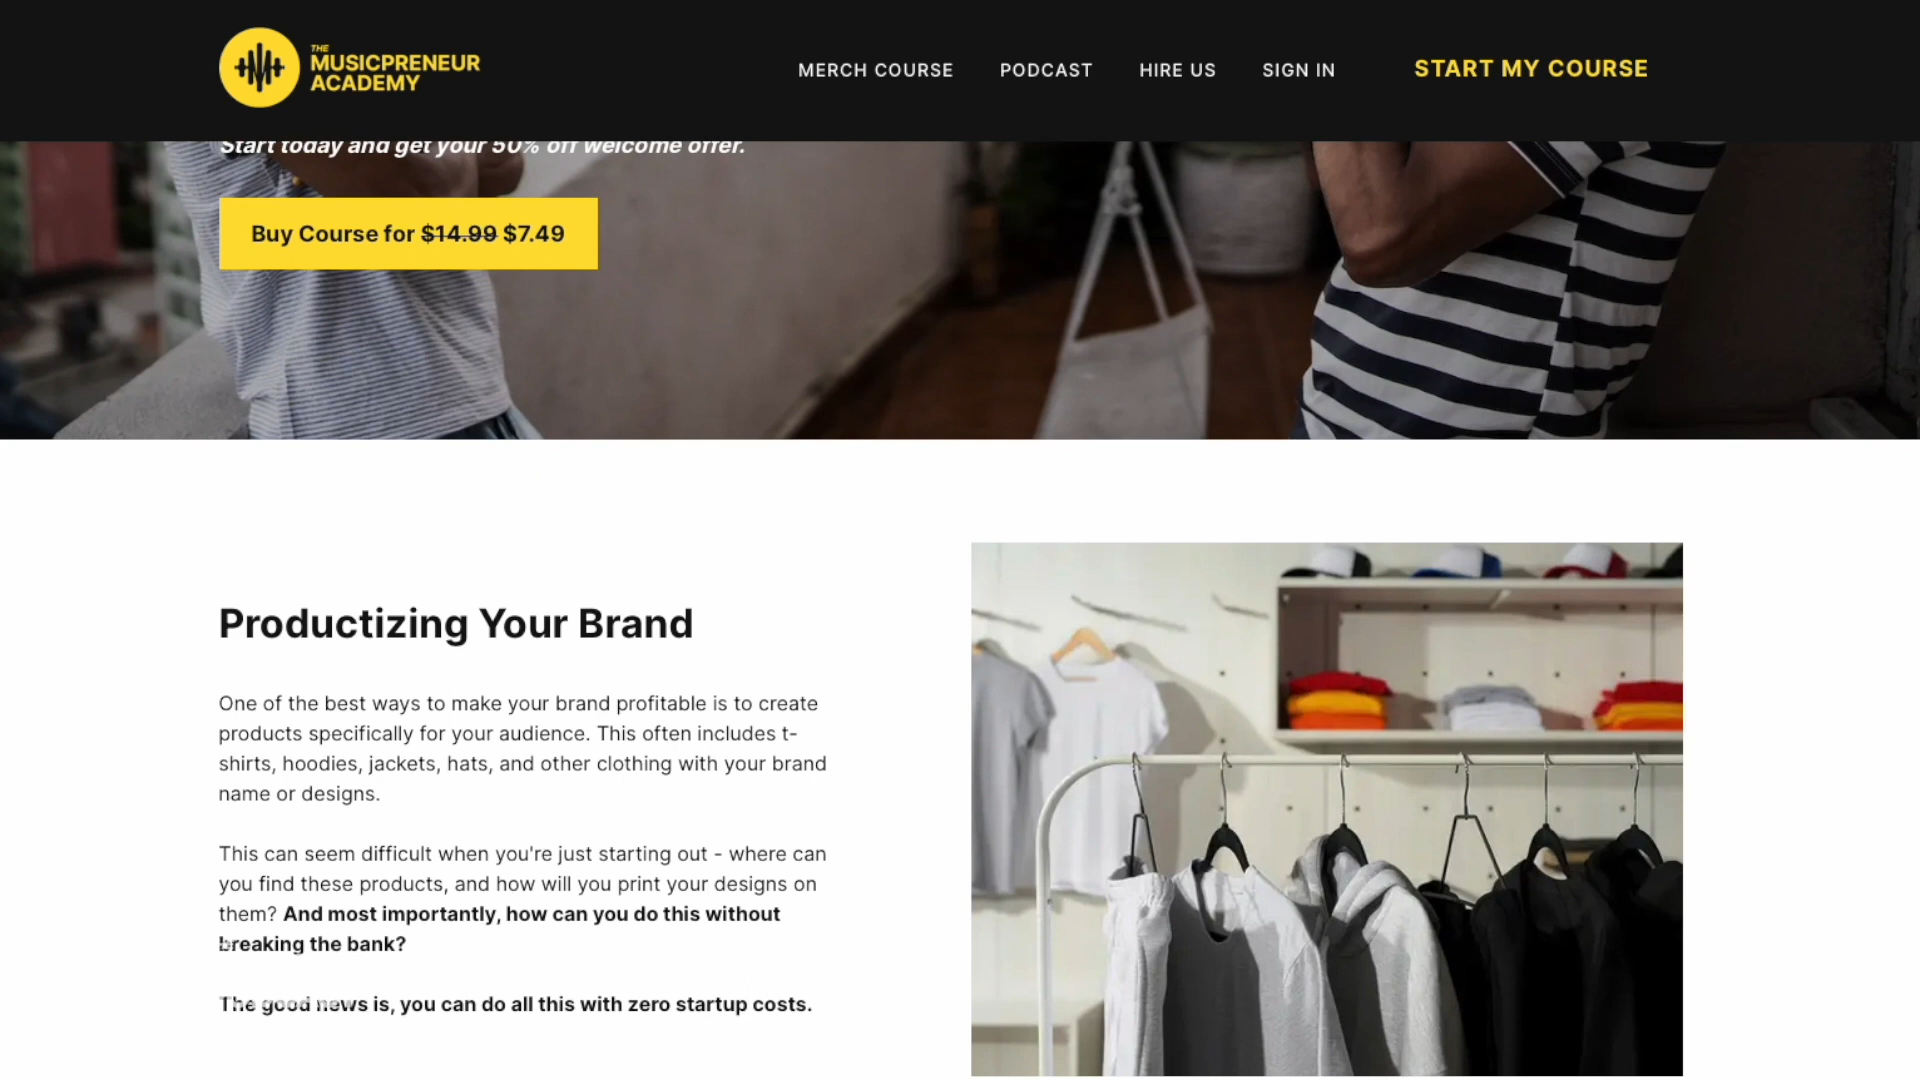 THE
MUSICPRENEUR
ACADEMY
MERCH COURSE
PODCAST
HIRE US
SIGN IN
START MY COURSE
Start today and get your 50% off welcome offer.
Buy Course for $14.99 $7.49
Productizing Your Brand
One of the best ways to make your brand profitable is to create
products specifically for your audience. This often includes t-
shirts, hoodies, jackets, hats, and other clothing with your brand
name or designs.
This can seem difficult when you're just starting out - where can
you find these products, and how will you print your designs on
them? And most importantly, how can you do this without
breaking the bank?
The good news is, you can do all this with zero startup costs.